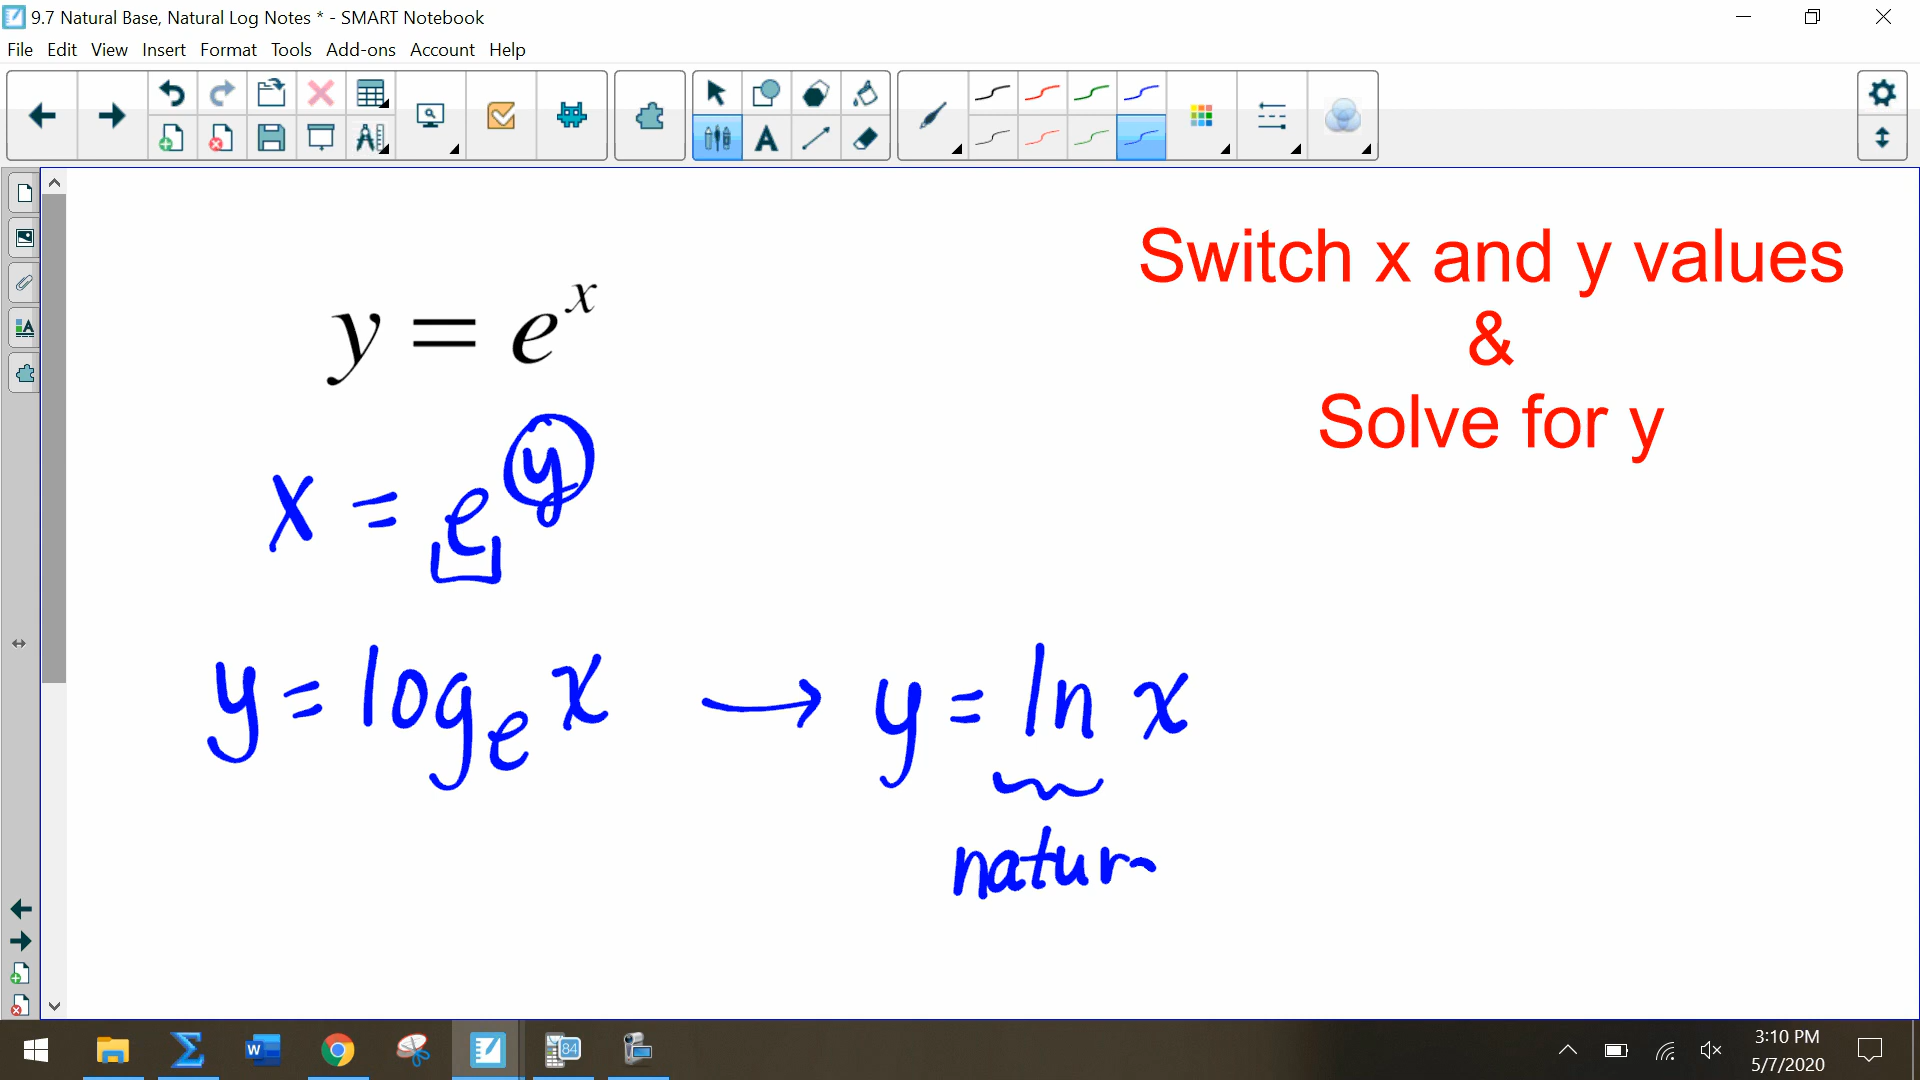 9.7 Natural Base, Natural Log Notes * - SMART Notebook
File Edit View Insert Format Tools Add-ons Account Help
y = e^x
Switch x and y values
&
Solve for y
x = e^y
y = log_e x → y = ln x
natur
3:10 PM
5/7/2020